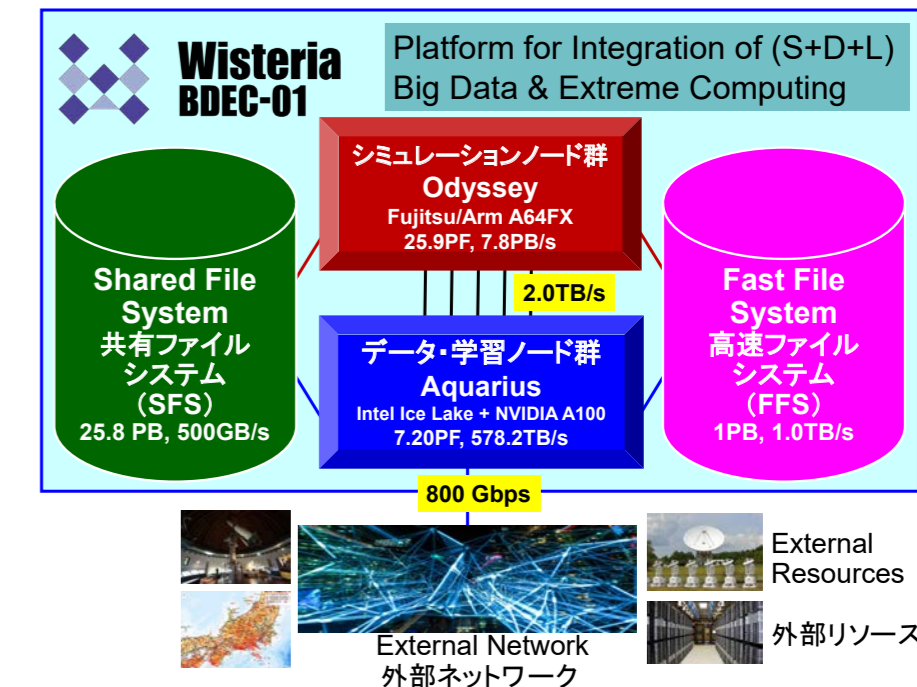 Wisteria
BDEC-01
Platform for Integration of (S+D+L)
Big Data & Extreme Computing
シミュレーションノード群
Odyssey
Fujitsu/Arm A64FX
25.9PF, 7.8PB/s
2.0TB/s
Shared File
System
共有ファイル
システム
（SFS）
25.8 PB, 500GB/s
データ・学習ノード群
Aquarius
Intel Ice Lake + NVIDIA A100
7.20PF, 578.2TB/s
Fast File
System
高速ファイル
システム
（FFS）
1PB, 1.0TB/s
800 Gbps
External Network
外部ネットワーク
External
Resources
外部リソース